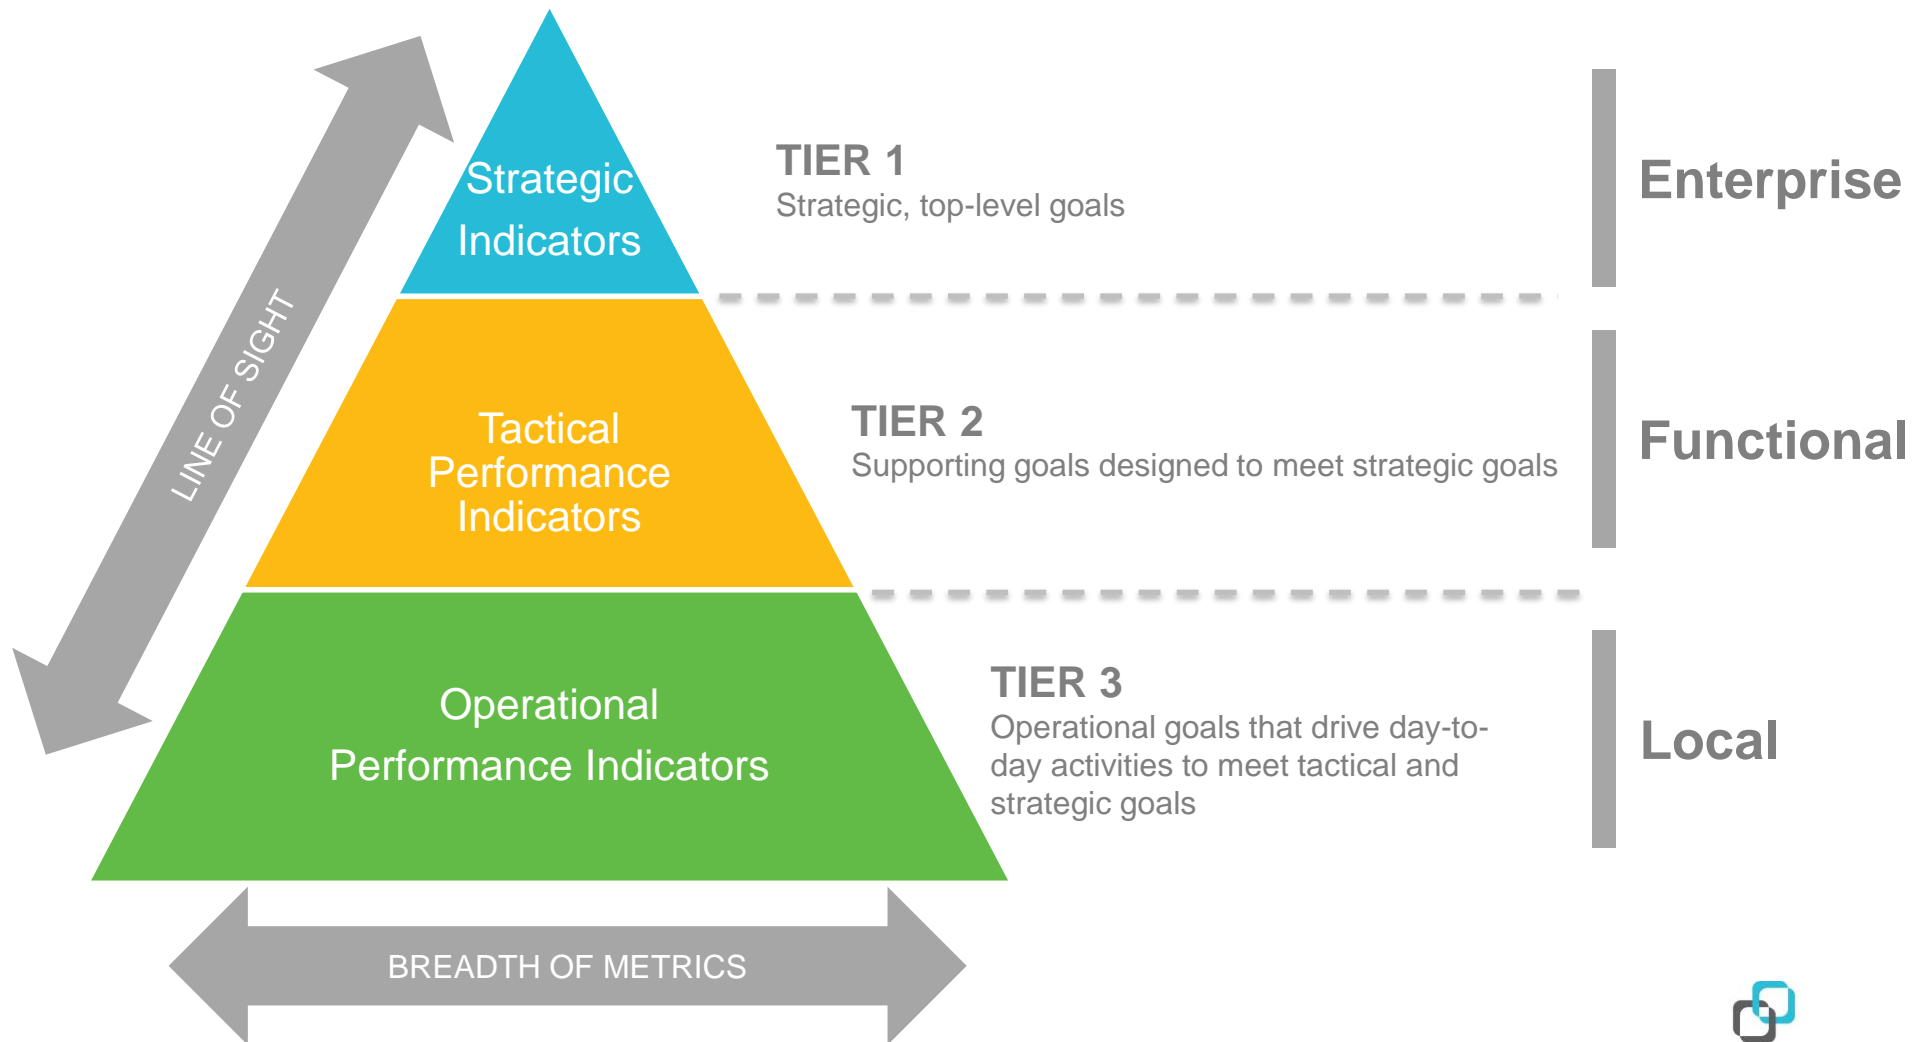 Strategic
Indicators
TIER 1
Strategic, top-level goals
Enterprise
LINE OF SIGHT
Tactical
Performance
Indicators
TIER 2
Supporting goals designed to meet strategic goals
Functional
Operational
Performance Indicators
TIER 3
Operational goals that drive day-to-
day activities to meet tactical and
strategic goals
Local
BREADTH OF METRICS